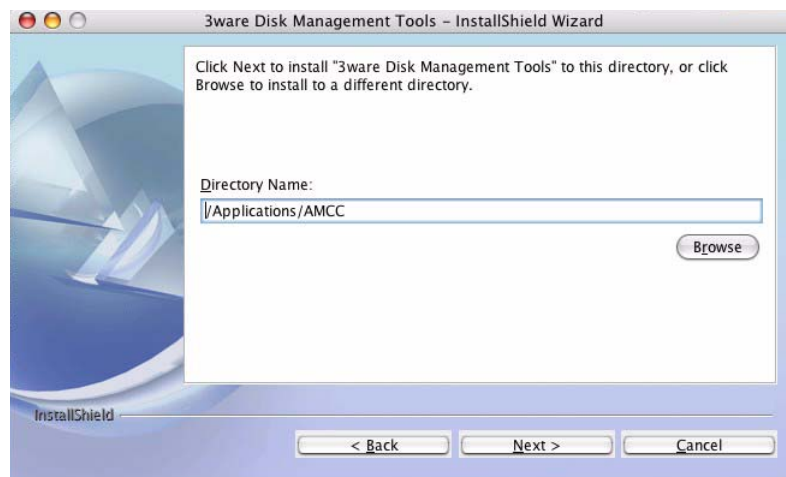 3ware Disk Management Tools – InstallShield Wizard
Click Next to install "3ware Disk Management Tools" to this directory, or click
Browse to install to a different directory.
Directory Name:
/Applications/AMCC
Browse
InstallShield
< Back
Next >
Cancel